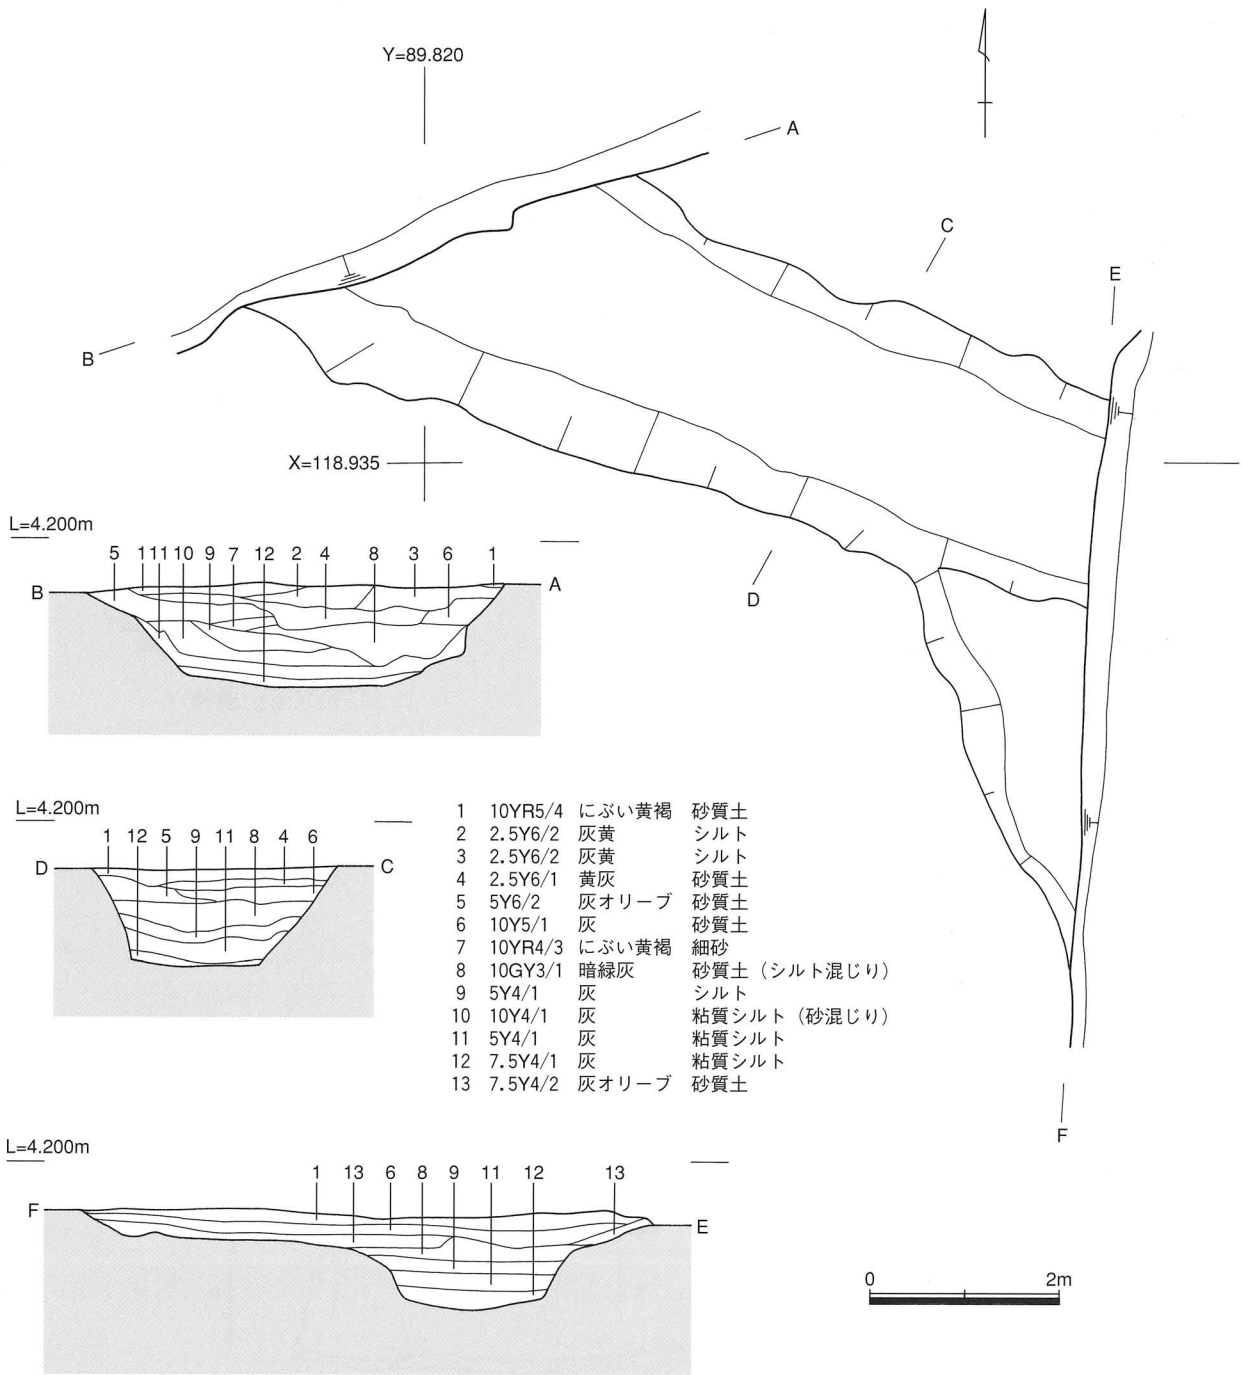 Y=89.820
A
C
E
B
X=118.935
D
F
L=4.200m
5 1 11 10 9 7 12 2 4 8 3 6 1
B A
L=4.200m
1 12 5 9 11 8 4 6
D C
1 10YR5/4 にぶい黄褐 砂質土
2 2.5Y6/2 灰黄 シルト
3 2.5Y6/2 灰黄 シルト
4 2.5Y6/1 黄灰 砂質土
5 5Y6/2 灰オリーブ 砂質土
6 10Y5/1 灰 砂質土
7 10YR4/3 にぶい黄褐 細砂
8 10GY3/1 暗緑灰 砂質土（シルト混じり）
9 5Y4/1 灰 シルト
10 10Y4/1 灰 粘質シルト（砂混じり）
11 5Y4/1 灰 粘質シルト
12 7.5Y4/1 灰 粘質シルト
13 7.5Y4/2 灰オリーブ 砂質土
L=4.200m
1 13 6 8 9 11 12 13
F E
0 2m